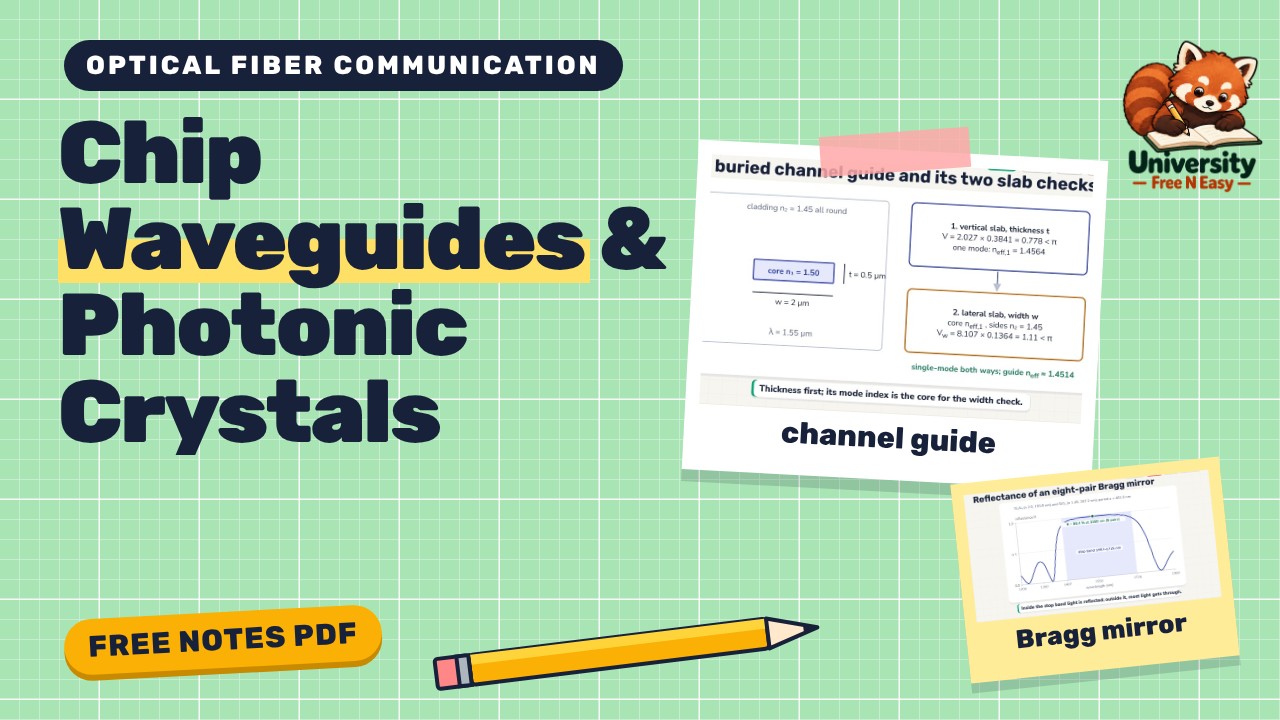 OPTICAL FIBER COMMUNICATION
Chip
Waveguides &
Photonic
Crystals
FREE NOTES PDF
University
Free N Easy
buried channel guide and its two slab checks
cladding n₂ = 1.45 all round
core n₁ = 1.50
t = 0.5 µm
w = 2 µm
λ = 1.55 µm
1. vertical slab, thickness t
V = 2.027 × 0.3841 = 0.778 < π
one mode: neff,1 = 1.4564
2. lateral slab, width w
core neff,1 , sides n₂ = 1.45
Vw = 8.107 × 0.1364 = 1.11 < π
single-mode both ways; guide neff = 1.4514
Thickness first; its mode index is the core for the width check.
channel guide
Reflectance of an eight-pair Bragg mirror
Inside the stop band light is reflected; outside it, most light gets through.
Bragg mirror